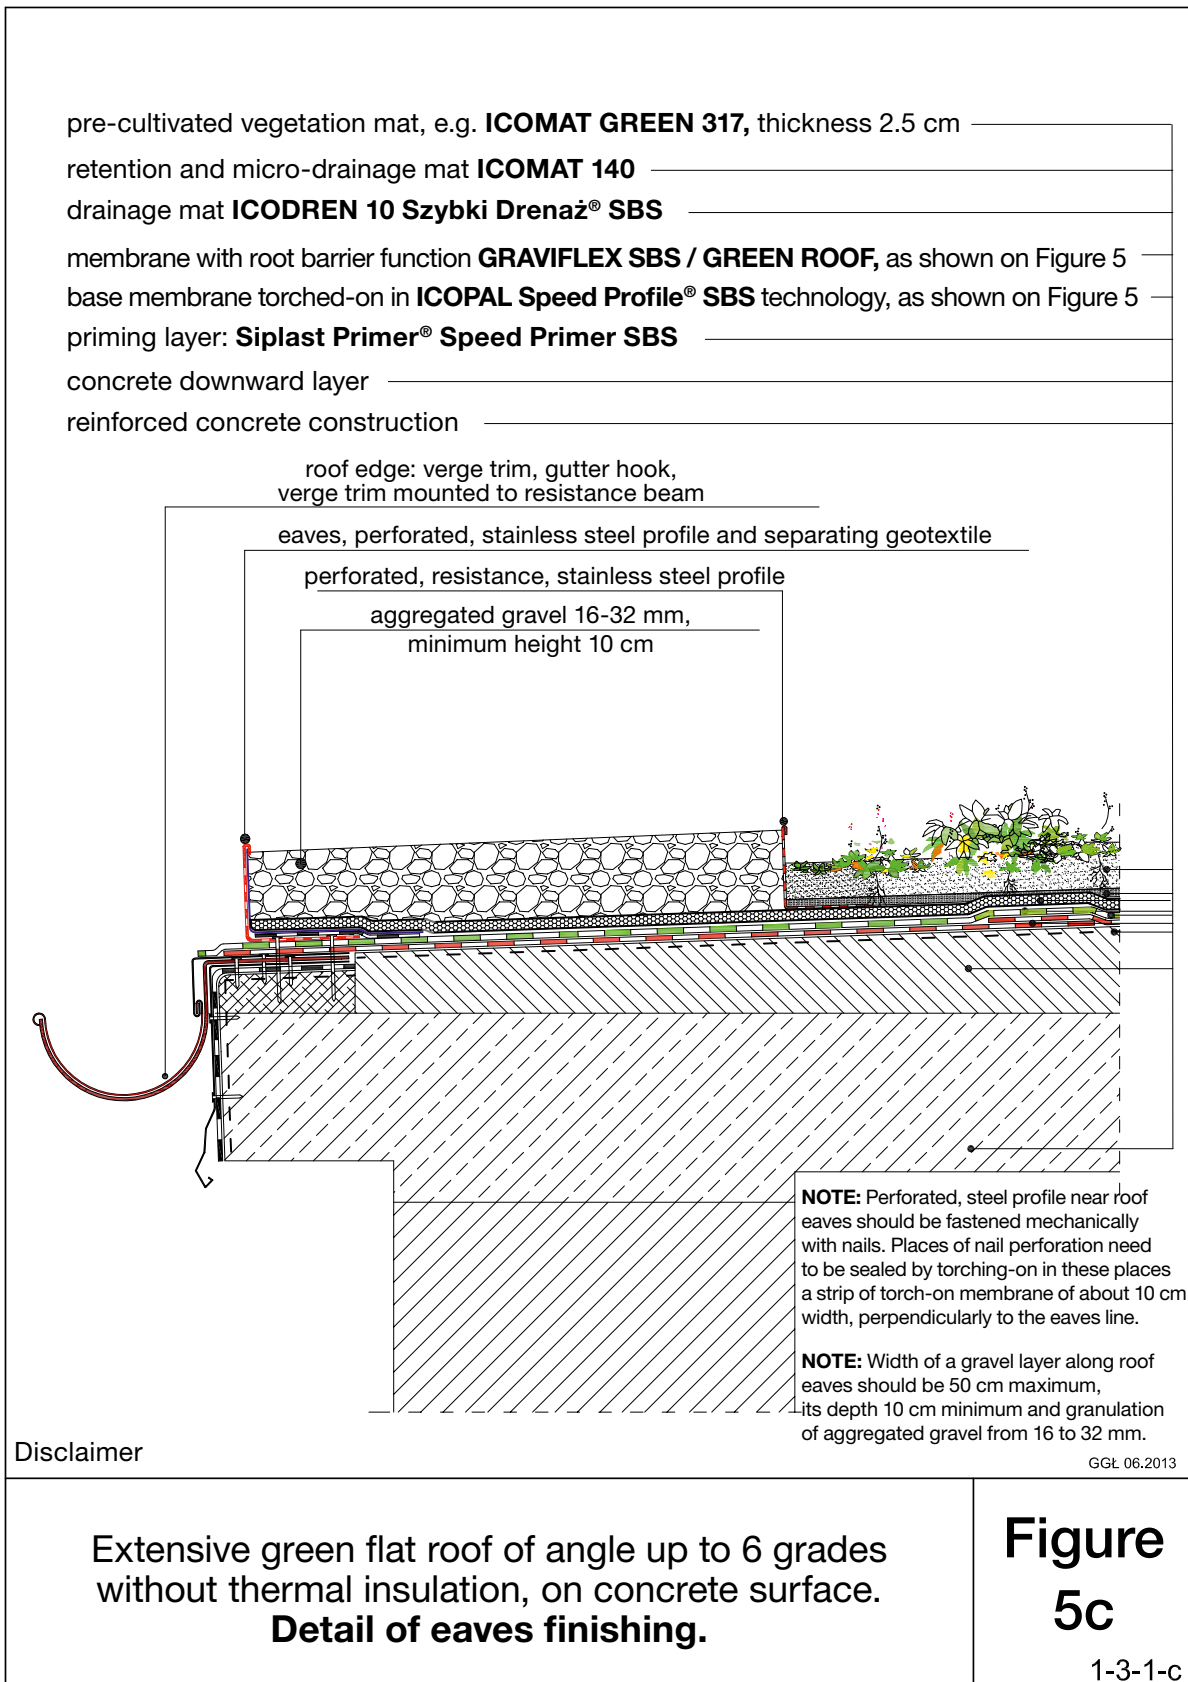 pre-cultivated vegetation mat, e.g. ICOMAT GREEN 317, thickness 2.5 cm
retention and micro-drainage mat ICOMAT 140
drainage mat ICODREN 10 Szybki Drenaż® SBS
membrane with root barrier function GRAVIFLEX SBS / GREEN ROOF, as shown on Figure 5
base membrane torched-on in ICOPAL Speed Profile® SBS technology, as shown on Figure 5
priming layer: Siplast Primer® Speed Primer SBS
concrete downward layer
reinforced concrete construction
roof edge: verge trim, gutter hook,
verge trim mounted to resistance beam
eaves, perforated, stainless steel profile and separating geotextile
perforated, resistance, stainless steel profile
aggregated gravel 16-32 mm,
minimum height 10 cm
NOTE: Perforated, steel profile near roof
eaves should be fastened mechanically
with nails. Places of nail perforation need
to be sealed by torching-on in these places
a strip of torch-on membrane of about 10 cm
width, perpendicularly to the eaves line.
NOTE: Width of a gravel layer along roof
eaves should be 50 cm maximum,
its depth 10 cm minimum and granulation
of aggregated gravel from 16 to 32 mm.
Disclaimer
GGŁ 06.2013
Extensive green flat roof of angle up to 6 grades
without thermal insulation, on concrete surface.
Detail of eaves finishing.
Figure
5c
1-3-1-c